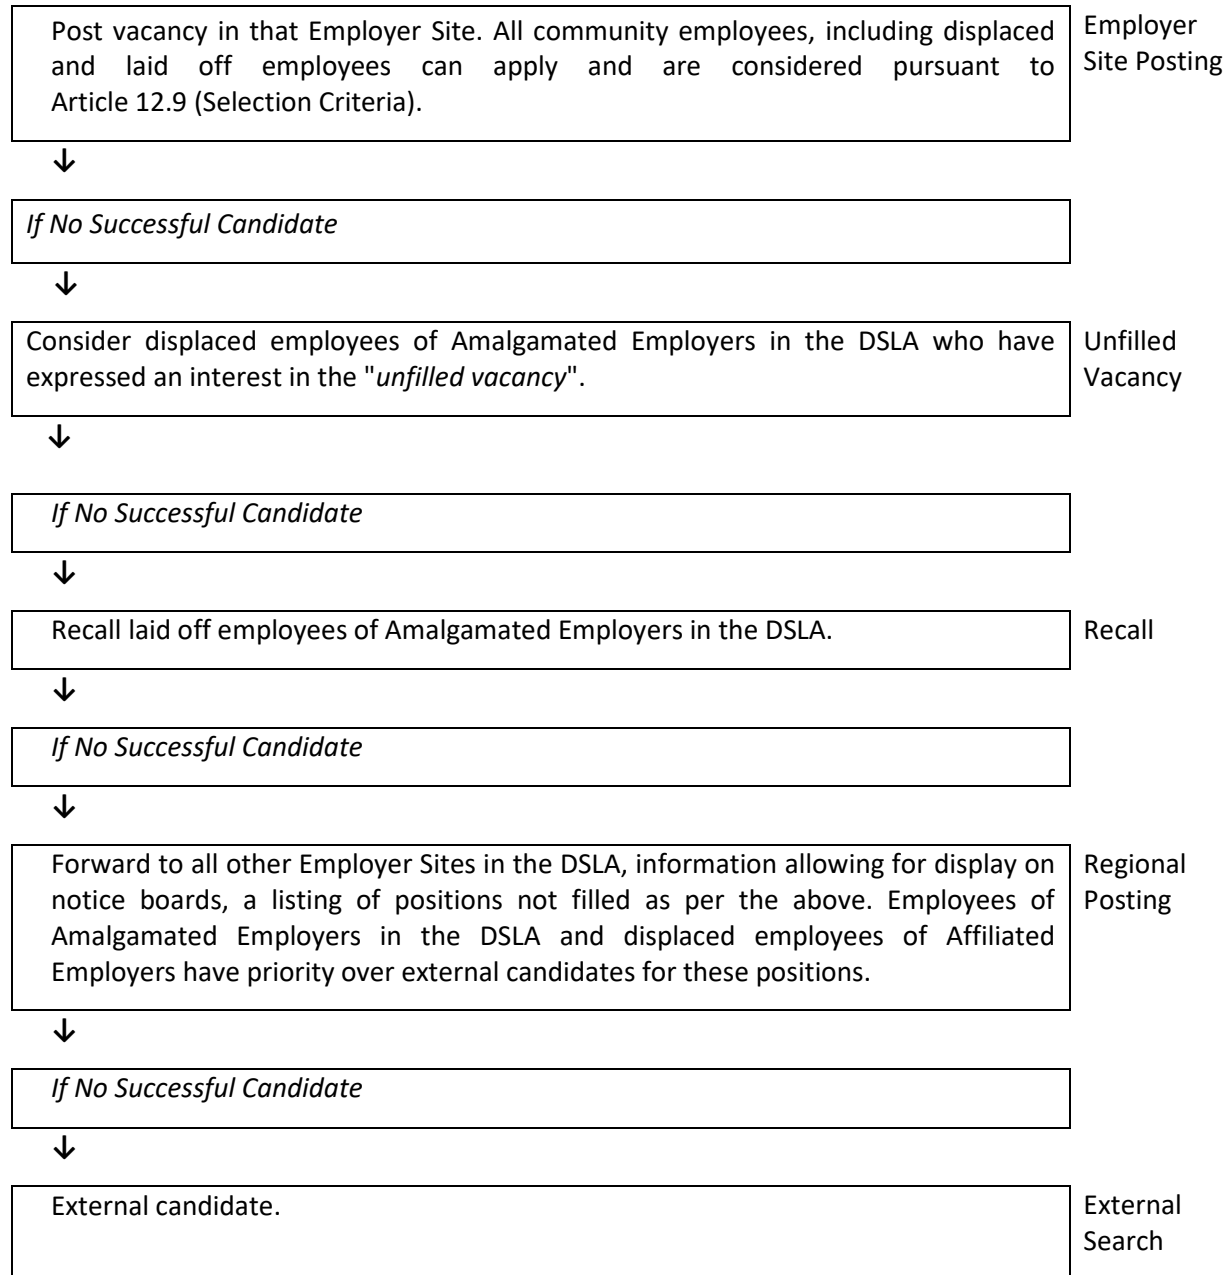 Post vacancy in that Employer Site. All community employees, including displaced
and laid off employees can apply and are considered pursuant to
Article 12.9 (Selection Criteria).
Employer
Site Posting
↓
If No Successful Candidate
↓
Consider displaced employees of Amalgamated Employers in the DSLA who have
expressed an interest in the "unfilled vacancy".
Unfilled
Vacancy
↓
If No Successful Candidate
↓
Recall laid off employees of Amalgamated Employers in the DSLA.
Recall
↓
If No Successful Candidate
↓
Forward to all other Employer Sites in the DSLA, information allowing for display on
notice boards, a listing of positions not filled as per the above. Employees of
Amalgamated Employers in the DSLA and displaced employees of Affiliated
Employers have priority over external candidates for these positions.
Regional
Posting
↓
If No Successful Candidate
↓
External candidate.
External
Search